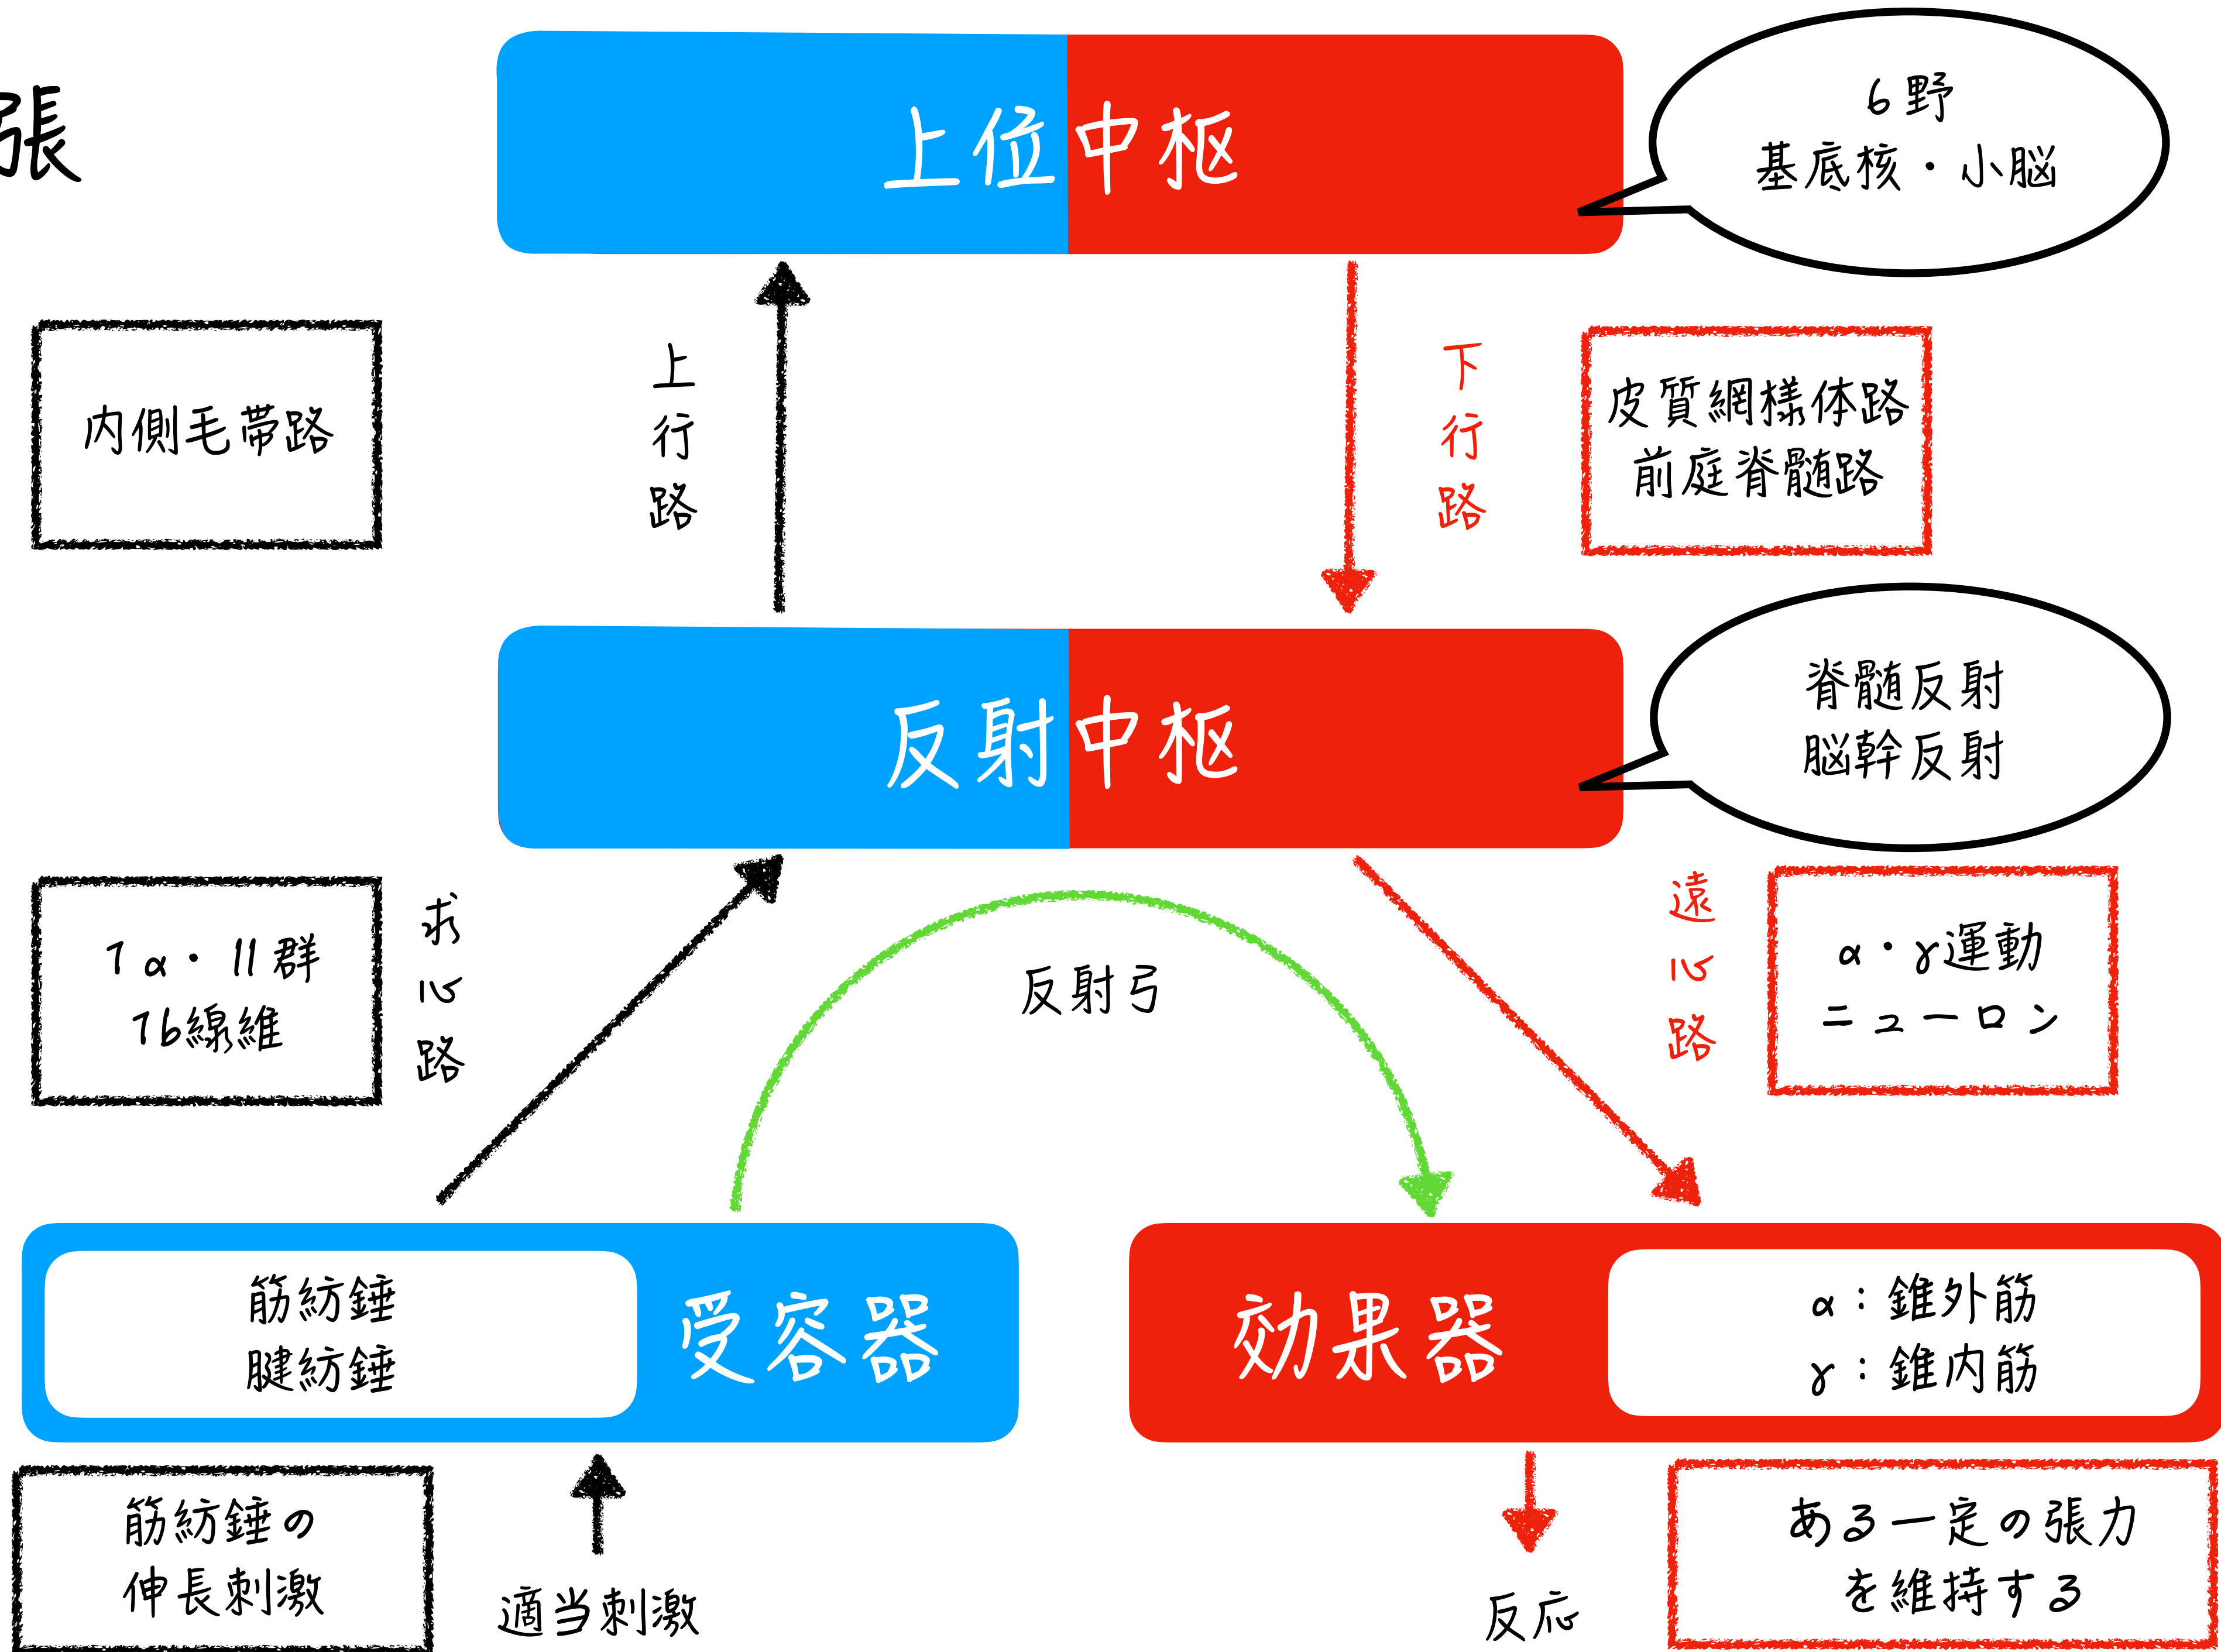 張
上位中枢
6野
基底核・小脳
内側毛帯路
上行路
下行路
皮質網様体路
前庭脊髄路
反射中枢
脊髄反射
脳幹反射
1α・II群
1b線維
求心路
反射弓
遠心路
α・γ運動
ニューロン
筋紡錘
腱紡錘
受容器
効果器
α：錐外筋
γ：錐内筋
筋紡錘の
伸長刺激
適当刺激
反応
ある一定の張力
を維持する